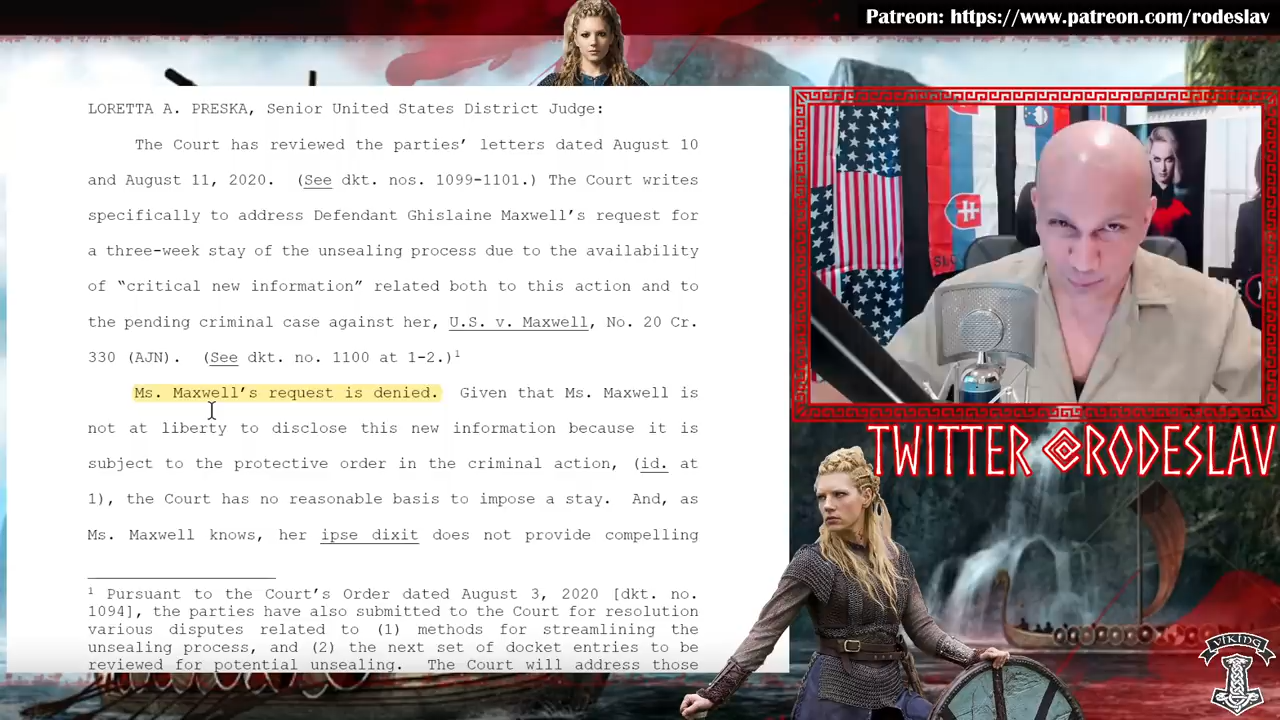 Patreon: https://www.patreon.com/rodeslav
LORETTA A. PRESKA, Senior United States District Judge:
The Court has reviewed the parties' letters dated August 10
and August 11, 2020. (See dkt. nos. 1099-1101.) The Court writes
specifically to address Defendant Ghislaine Maxwell's request for
a three-week stay of the unsealing process due to the availability
of "critical new information" related both to this action and to
the pending criminal case against her, U.S. v. Maxwell, No. 20 Cr.
330 (AJN). (See dkt. no. 1100 at 1-2.)¹
Ms. Maxwell's request is denied. Given that Ms. Maxwell is
not at liberty to disclose this new information because it is
subject to the protective order in the criminal action, (id. at
1), the Court has no reasonable basis to impose a stay. And, as
Ms. Maxwell knows, her ipse dixit does not provide compelling
¹ Pursuant to the Court's Order dated August 3, 2020 [dkt. no.
1094], the parties have also submitted to the Court for resolution
various disputes related to (1) methods for streamlining the
unsealing process, and (2) the next set of docket entries to be
reviewed for potential unsealing. The Court will address those
TWITTER @RODESLAV
VIKING